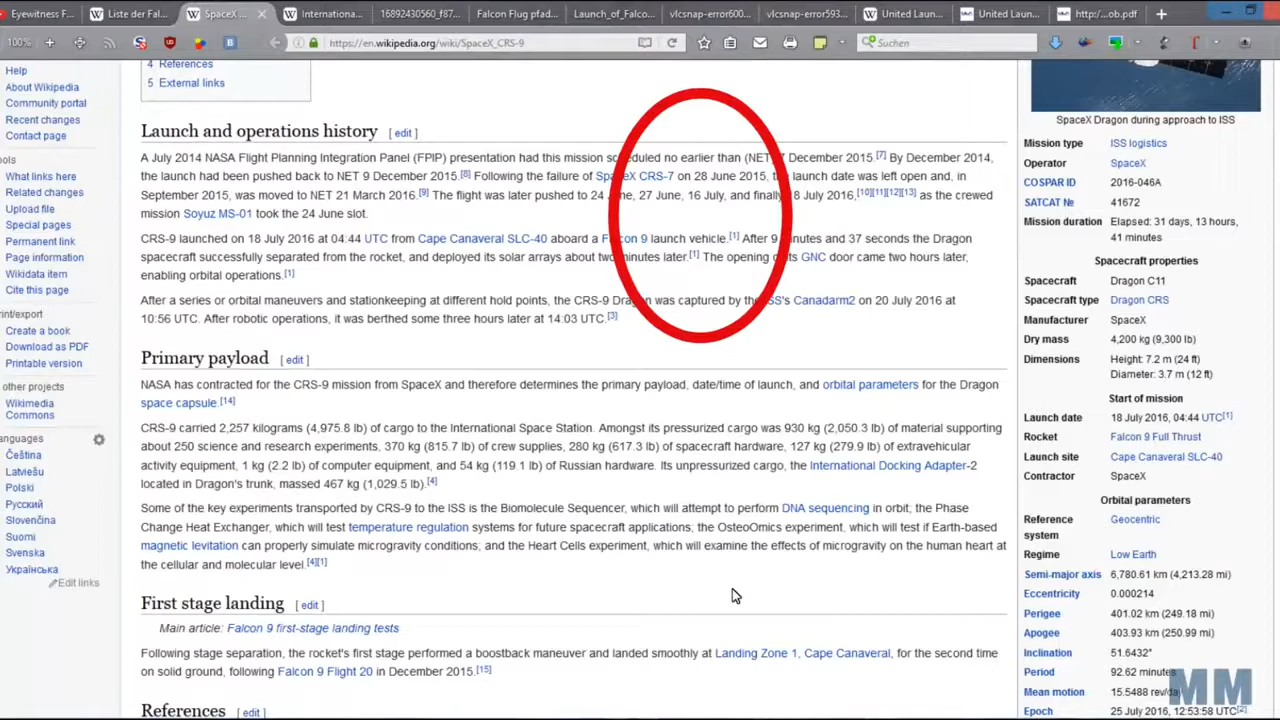 Eyewitness F
Liste der Falc
SpaceX
Internationa
16892430560_f87...
Falcon Flug pfad...
Launch_of_Falco...
vlcsnap-error600...
vlcsnap-error593...
United Laun
United Laun
http:/...ob.pdf
100%
https://en.wikipedia.org/wiki/SpaceX_CRS-9
Suchen
Help
About Wikipedia
Community portal
Recent changes
Contact page
ools
What links here
Related changes
Upload file
Special pages
Permanent link
Page information
Wikidata item
Cite this page
rint/export
Create a book
Download as PDF
Printable version
other projects
Wikimedia
Commons
anguages
Čeština
Latviešu
Polski
Русский
Slovenčina
Suomi
Svenska
Українська
Edit links
4 References
5 External links
Launch and operations history [ edit ]
A July 2014 NASA Flight Planning Integration Panel (FPIP) presentation had this mission scheduled no earlier than (NET) 7 December 2015.[7] By December 2014,
the launch had been pushed back to NET 9 December 2015.[8] Following the failure of SpaceX CRS-7 on 28 June 2015, the launch date was left open and, in
September 2015, was moved to NET 21 March 2016.[9] The flight was later pushed to 24 June, 27 June, 16 July, and finally 18 July 2016,[10][11][12][13] as the crewed
mission Soyuz MS-01 took the 24 June slot.
CRS-9 launched on 18 July 2016 at 04:44 UTC from Cape Canaveral SLC-40 aboard a Falcon 9 launch vehicle.[1] After 9 minutes and 37 seconds the Dragon
spacecraft successfully separated from the rocket, and deployed its solar arrays about two minutes later.[1] The opening of its GNC door came two hours later,
enabling orbital operations.[1]
After a series or orbital maneuvers and stationkeeping at different hold points, the CRS-9 Dragon was captured by the ISS's Canadarm2 on 20 July 2016 at
10:56 UTC. After robotic operations, it was berthed some three hours later at 14:03 UTC.[3]
Primary payload [ edit ]
NASA has contracted for the CRS-9 mission from SpaceX and therefore determines the primary payload, date/time of launch, and orbital parameters for the Dragon
space capsule.[14]
CRS-9 carried 2,257 kilograms (4,975.8 lb) of cargo to the International Space Station. Amongst its pressurized cargo was 930 kg (2,050.3 lb) of material supporting
about 250 science and research experiments, 370 kg (815.7 lb) of crew supplies, 280 kg (617.3 lb) of spacecraft hardware, 127 kg (279.9 lb) of extravehicular
activity equipment, 1 kg (2.2 lb) of computer equipment, and 54 kg (119.1 lb) of Russian hardware. Its unpressurized cargo, the International Docking Adapter-2
located in Dragon's trunk, massed 467 kg (1,029.5 lb).[4]
Some of the key experiments transported by CRS-9 to the ISS is the Biomolecule Sequencer, which will attempt to perform DNA sequencing in orbit; the Phase
Change Heat Exchanger, which will test temperature regulation systems for future spacecraft applications; the OsteoOmics experiment, which will test if Earth-based
magnetic levitation can properly simulate microgravity conditions; and the Heart Cells experiment, which will examine the effects of microgravity on the human heart at
the cellular and molecular level.[4][1]
First stage landing [ edit ]
Main article: Falcon 9 first-stage landing tests
Following stage separation, the rocket's first stage performed a boostback maneuver and landed smoothly at Landing Zone 1, Cape Canaveral, for the second time
on solid ground, following Falcon 9 Flight 20 in December 2015.[15]
References [ edit ]
SpaceX Dragon during approach to ISS
Mission type ISS logistics
Operator SpaceX
COSPAR ID 2016-046A
SATCAT № 41672
Mission duration Elapsed: 31 days, 13 hours,
41 minutes
Spacecraft properties
Spacecraft Dragon C11
Spacecraft type Dragon CRS
Manufacturer SpaceX
Dry mass 4,200 kg (9,300 lb)
Dimensions Height: 7.2 m (24 ft)
Diameter: 3.7 m (12 ft)
Start of mission
Launch date 18 July 2016, 04:44 UTC[1]
Rocket Falcon 9 Full Thrust
Launch site Cape Canaveral SLC-40
Contractor SpaceX
Orbital parameters
Reference Geocentric
system
Regime Low Earth
Semi-major axis 6,780.61 km (4,213.28 mi)
Eccentricity 0.000214
Perigee 401.02 km (249.18 mi)
Apogee 403.93 km (250.99 mi)
Inclination 51.6432°
Period 92.62 minutes
Mean motion 15.5488 rev/da
Epoch 25 July 2016, 12:53:58 UTC[2]
MM